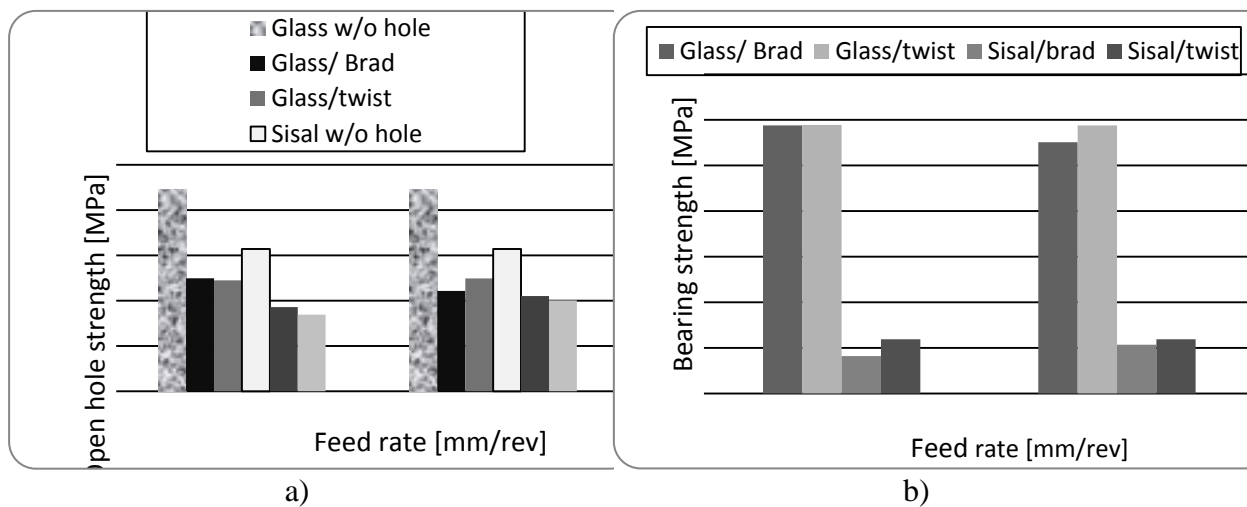 Glass w/o hole
Glass/ Brad
Glass/twist
Sisal w/o hole
Open hole strength [MPa]
Feed rate [mm/rev]
a)
Glass/ Brad Glass/twist Sisal/brad Sisal/twist
Bearing strength [MPa]
Feed rate [mm/rev]
b)